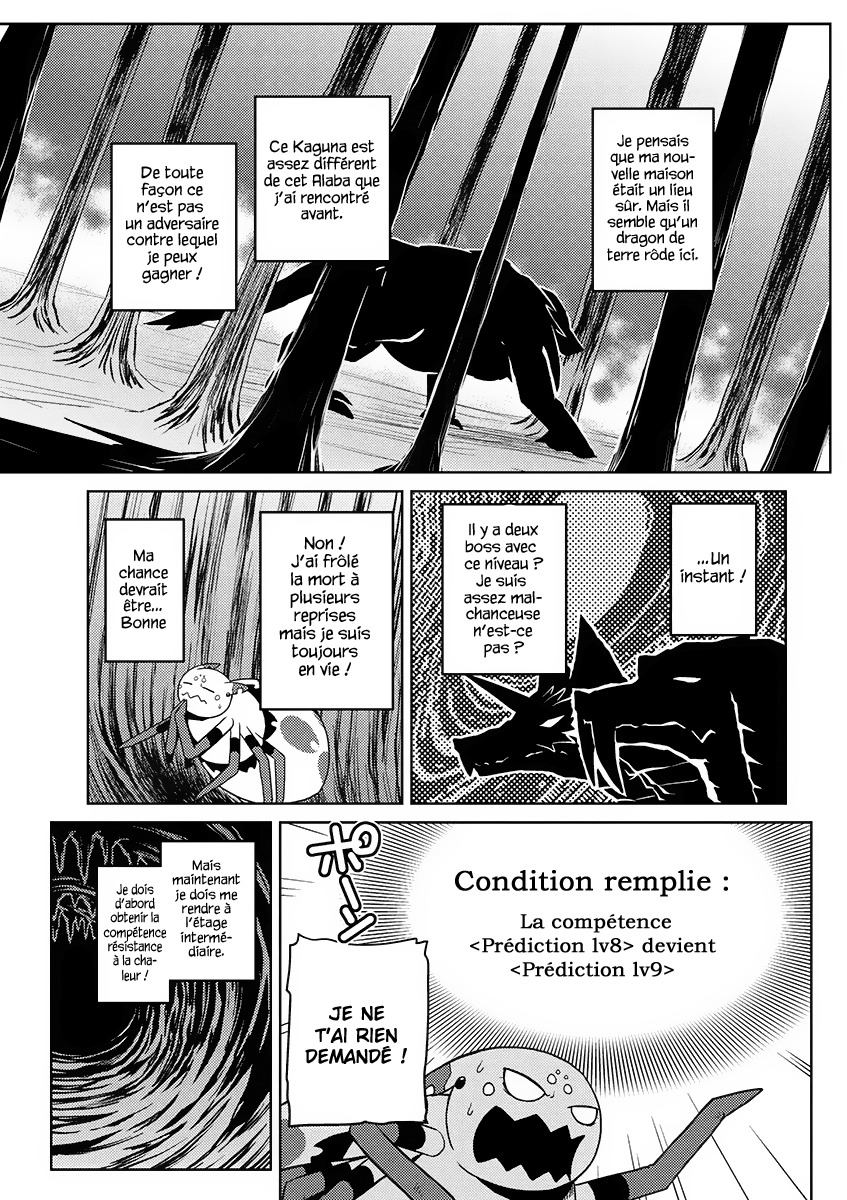 Je pensais
que ma nou-
velle maison
était un lieu
sûr. Mais il
semble qu'un
dragon de
terre rôde ici.
Ce Kaguna est
assez différent
de cet Alaba que
j'ai rencontré
avant.
De toute
façon ce
n'est pas
un adversaire
contre lequel
je peux
gagner !
...Un
instant !
Il y a deux
boss avec
ce niveau ?
Je suis
assez mal-
chanceuse
n'est-ce
pas ?
Non !
J'ai frôlé
la mort à
plusieurs
reprises
mais je suis
toujours
en vie !
Ma
chance
devrait
être...
Bonne
ポーン
Condition remplie :
La compétence
<Prédiction lv8> devient
<Prédiction lv9>
JE NE
T'AI RIEN
DEMANDÉ !
Mais
maintenant
je dois me
rendre à
l'étage
intermé-
diaire.
Je dois
d'abord
obtenir la
compétence
résistance
à la cha-
leur !